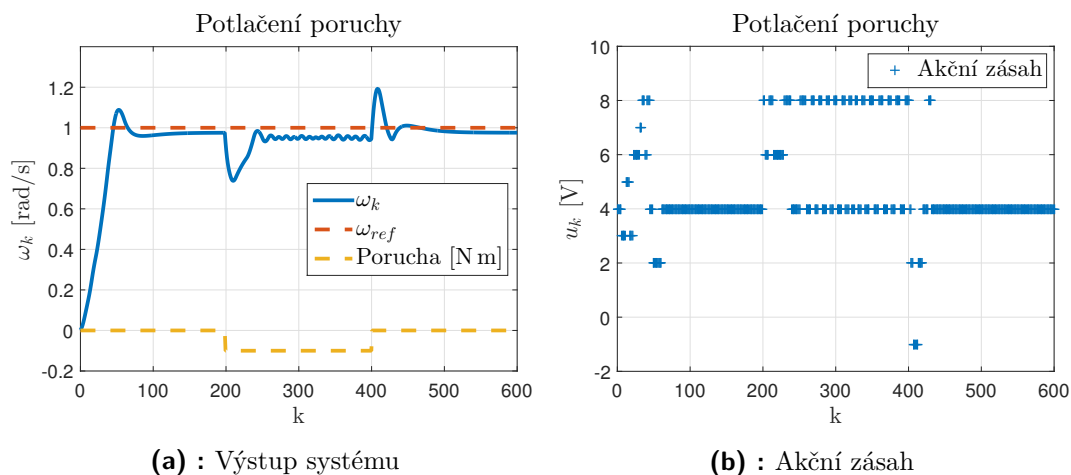 Potlačení poruchy
1.2
1
0.8
0.6
0.4
0.2
0
-0.2
0 100 200 300 400 500 600
k
ω_k [rad/s]
ω_k
ω_ref
Porucha [N m]
(a) : Výstup systému
Potlačení poruchy
10
8
6
4
2
0
-2
0 100 200 300 400 500 600
k
u_k [V]
Akční zásah
(b) : Akční zásah